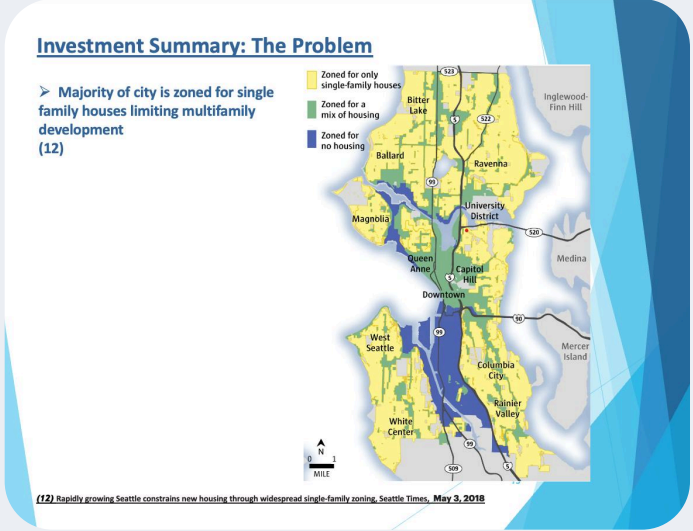 Investment Summary: The Problem
➢ Majority of city is zoned for single
family houses limiting multifamily
development
(12)
Zoned for only
single-family houses
Zoned for a
mix of housing
Zoned for
no housing
523
Bitter
Lake
Inglewood-
Finn Hill
5
522
Ballard
Ravenna
99
Magnolia
University
District
520
Queen
Anne
Capitol
Hill
Medina
5
Downtown
90
99
West
Seattle
Mercer
Island
Columbia
City
Rainier
Valley
White
Center
N
0 1
MILE
99
509
5
(12) Rapidly growing Seattle constrains new housing through widespread single-family zoning, Seattle Times, May 3, 2018